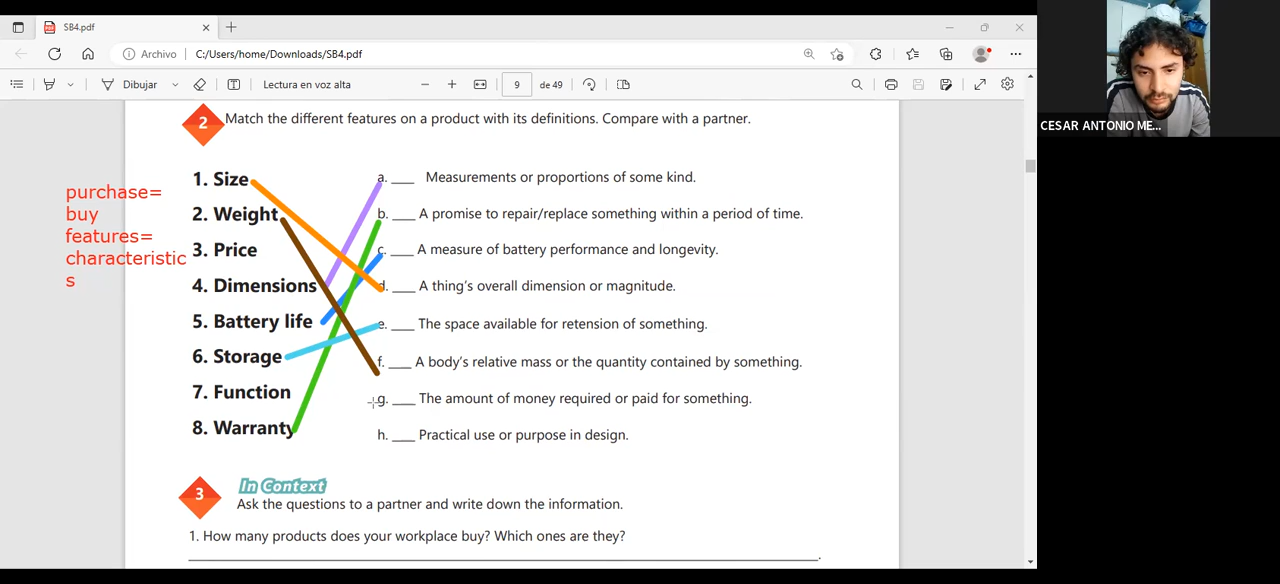 SB4.pdf
Archivo
C:/Users/home/Downloads/SB4.pdf
Dibujar
Lectura en voz alta
9
de 49
CESAR ANTONIO ME...
2
Match the different features on a product with its definitions. Compare with a partner.
purchase=
buy
features=
characteristic
s
1. Size
2. Weight
3. Price
4. Dimensions
5. Battery life
6. Storage
7. Function
8. Warranty
a. ___ Measurements or proportions of some kind.
b. ___ A promise to repair/replace something within a period of time.
c. ___ A measure of battery performance and longevity.
d. ___ A thing's overall dimension or magnitude.
e. ___ The space available for retension of something.
f. ___ A body's relative mass or the quantity contained by something.
g. ___ The amount of money required or paid for something.
h. ___ Practical use or purpose in design.
3
In Context
Ask the questions to a partner and write down the information.
1. How many products does your workplace buy? Which ones are they?